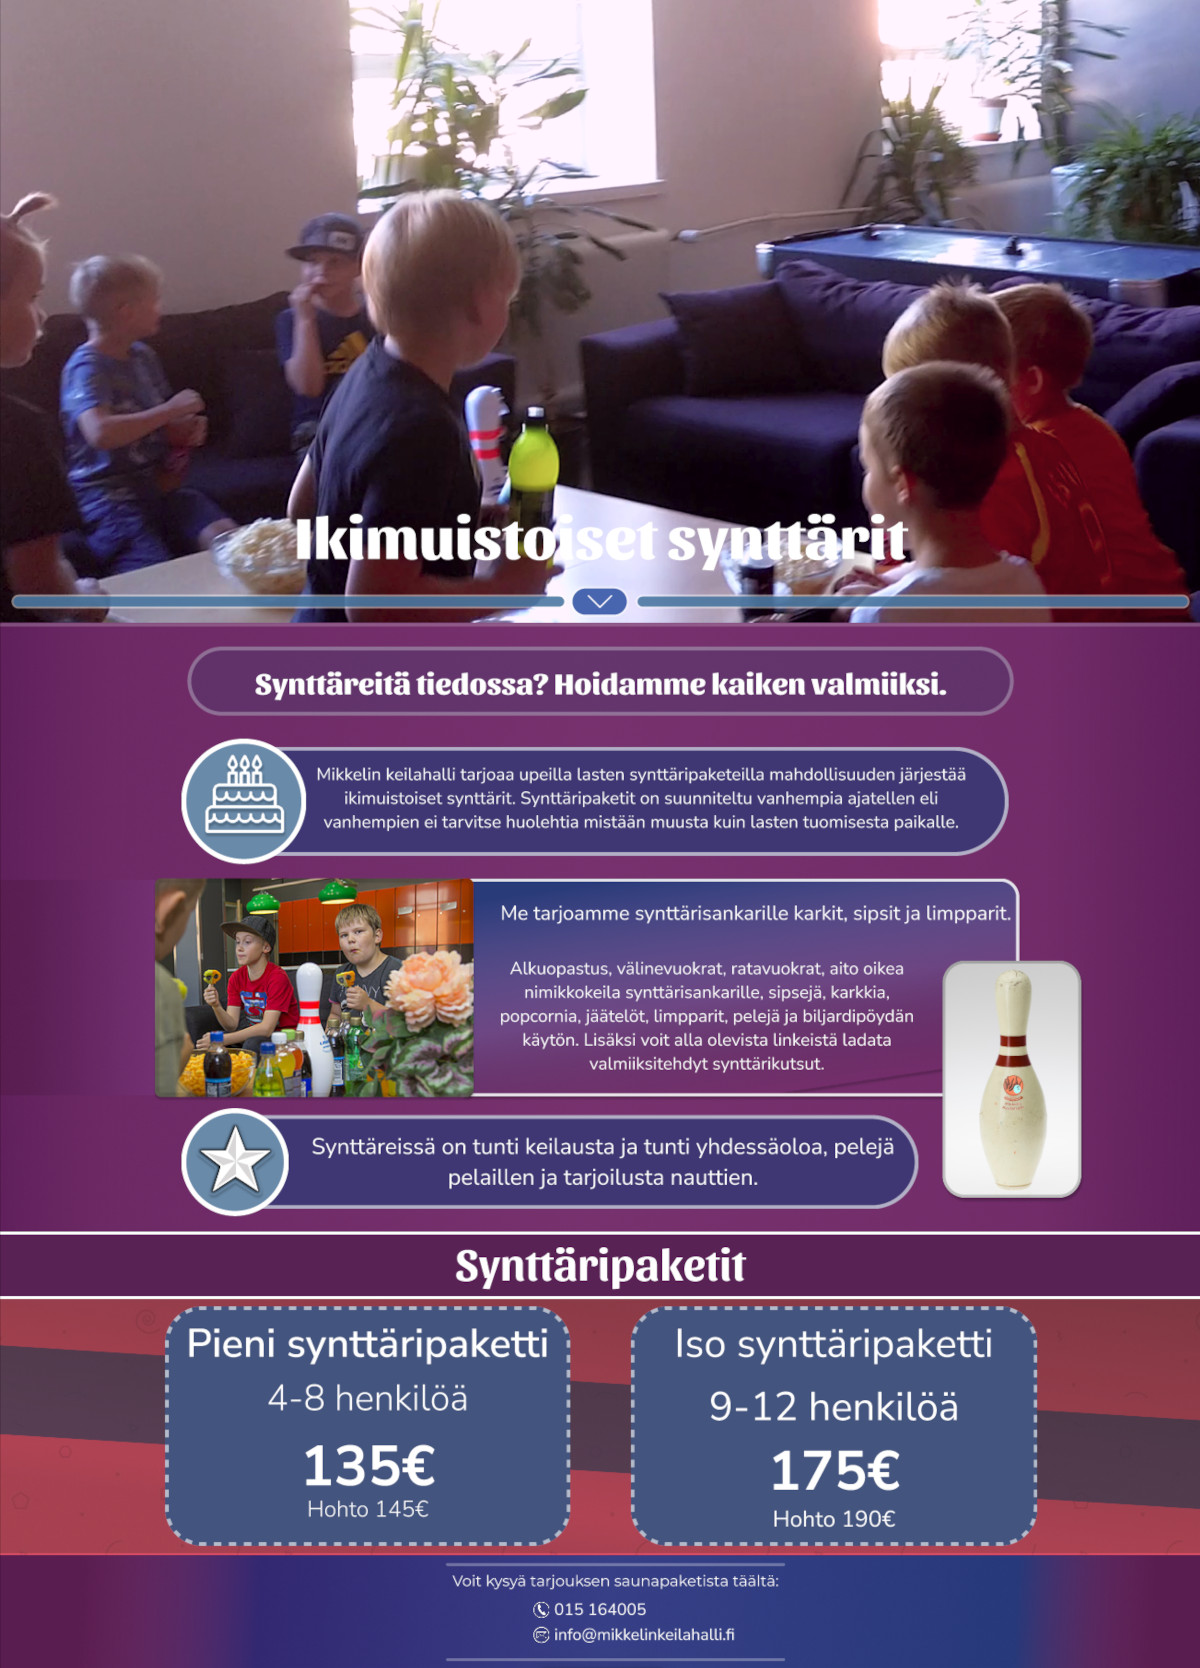 Ikimuistoiset synttärit
Synttäreitä tiedossa? Hoidamme kaiken valmiiksi.
Mikkelin keilahalli tarjoaa upeilla lasten synttäripaketeilla mahdollisuuden järjestää
ikimuistoiset synttärit. Synttäripaketit on suunniteltu vanhempia ajatellen eli
vanhempien ei tarvitse huolehtia mistään muusta kuin lasten tuomisesta paikalle.
Me tarjoamme synttärisankarille karkit, sipsit ja limpparit.
Alkuopastus, välinevuokrat, ratavuokrat, aito oikea
nimikkokeila synttärisankarille, sipsejä, karkkia,
popcornia, jäätelöt, limpparit, pelejä ja biljardipöydän
käytön. Lisäksi voit alla olevista linkeistä ladata
valmiiksitehdyt synttärikutsut.
Synttäreissä on tunti keilausta ja tunti yhdessäoloa, pelejä
pelaillen ja tarjoilusta nauttien.
Synttäripaketit
Pieni synttäripaketti
4-8 henkilöä
135€
Hohto 145€
Iso synttäripaketti
9-12 henkilöä
175€
Hohto 190€
Voit kysyä tarjouksen saunapaketista täältä:
015 164005
info@mikkelinkeilahalli.fi